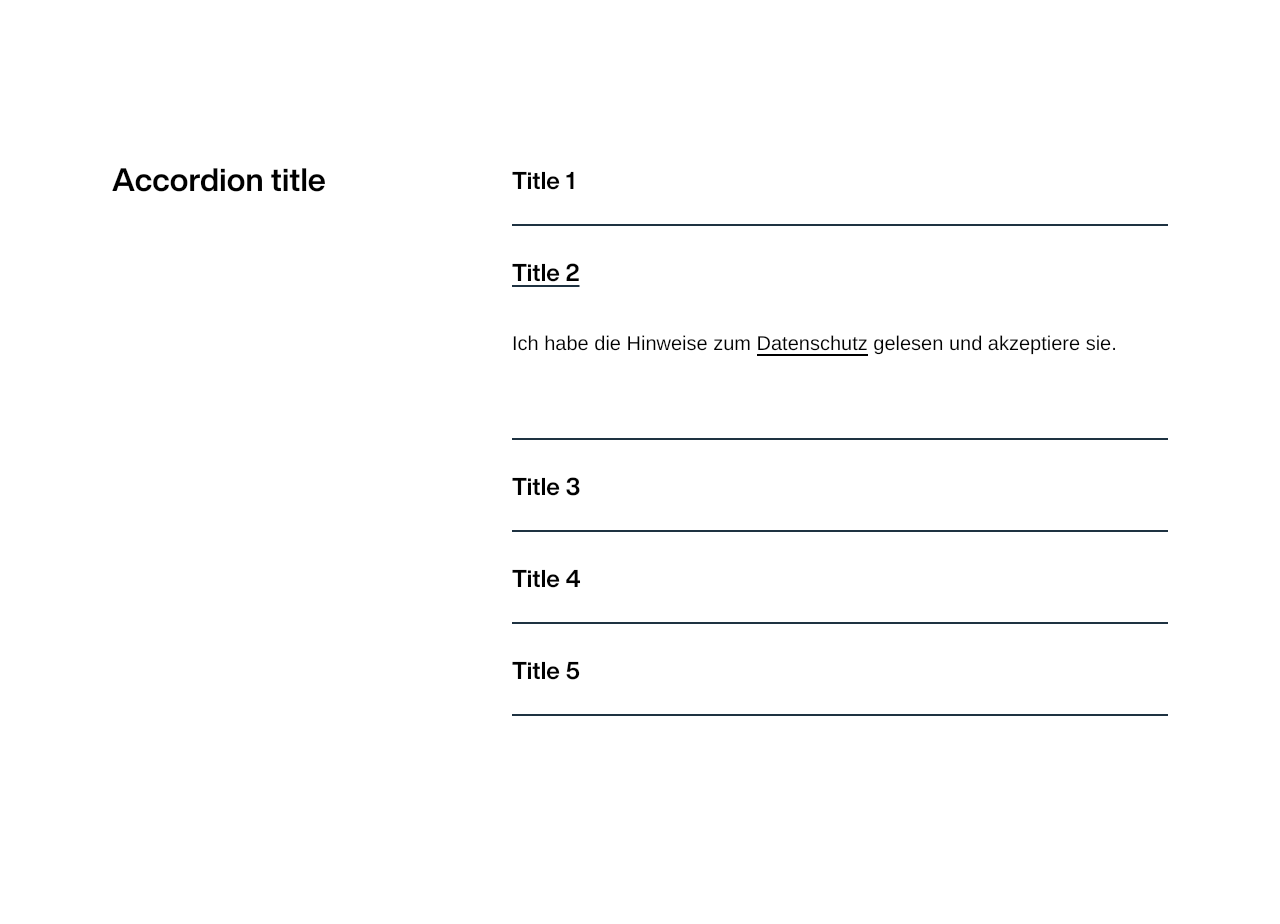 Accordion title
Title 1
Title 2
Ich habe die Hinweise zum Datenschutz gelesen und akzeptiere sie.
Title 3
Title 4
Title 5